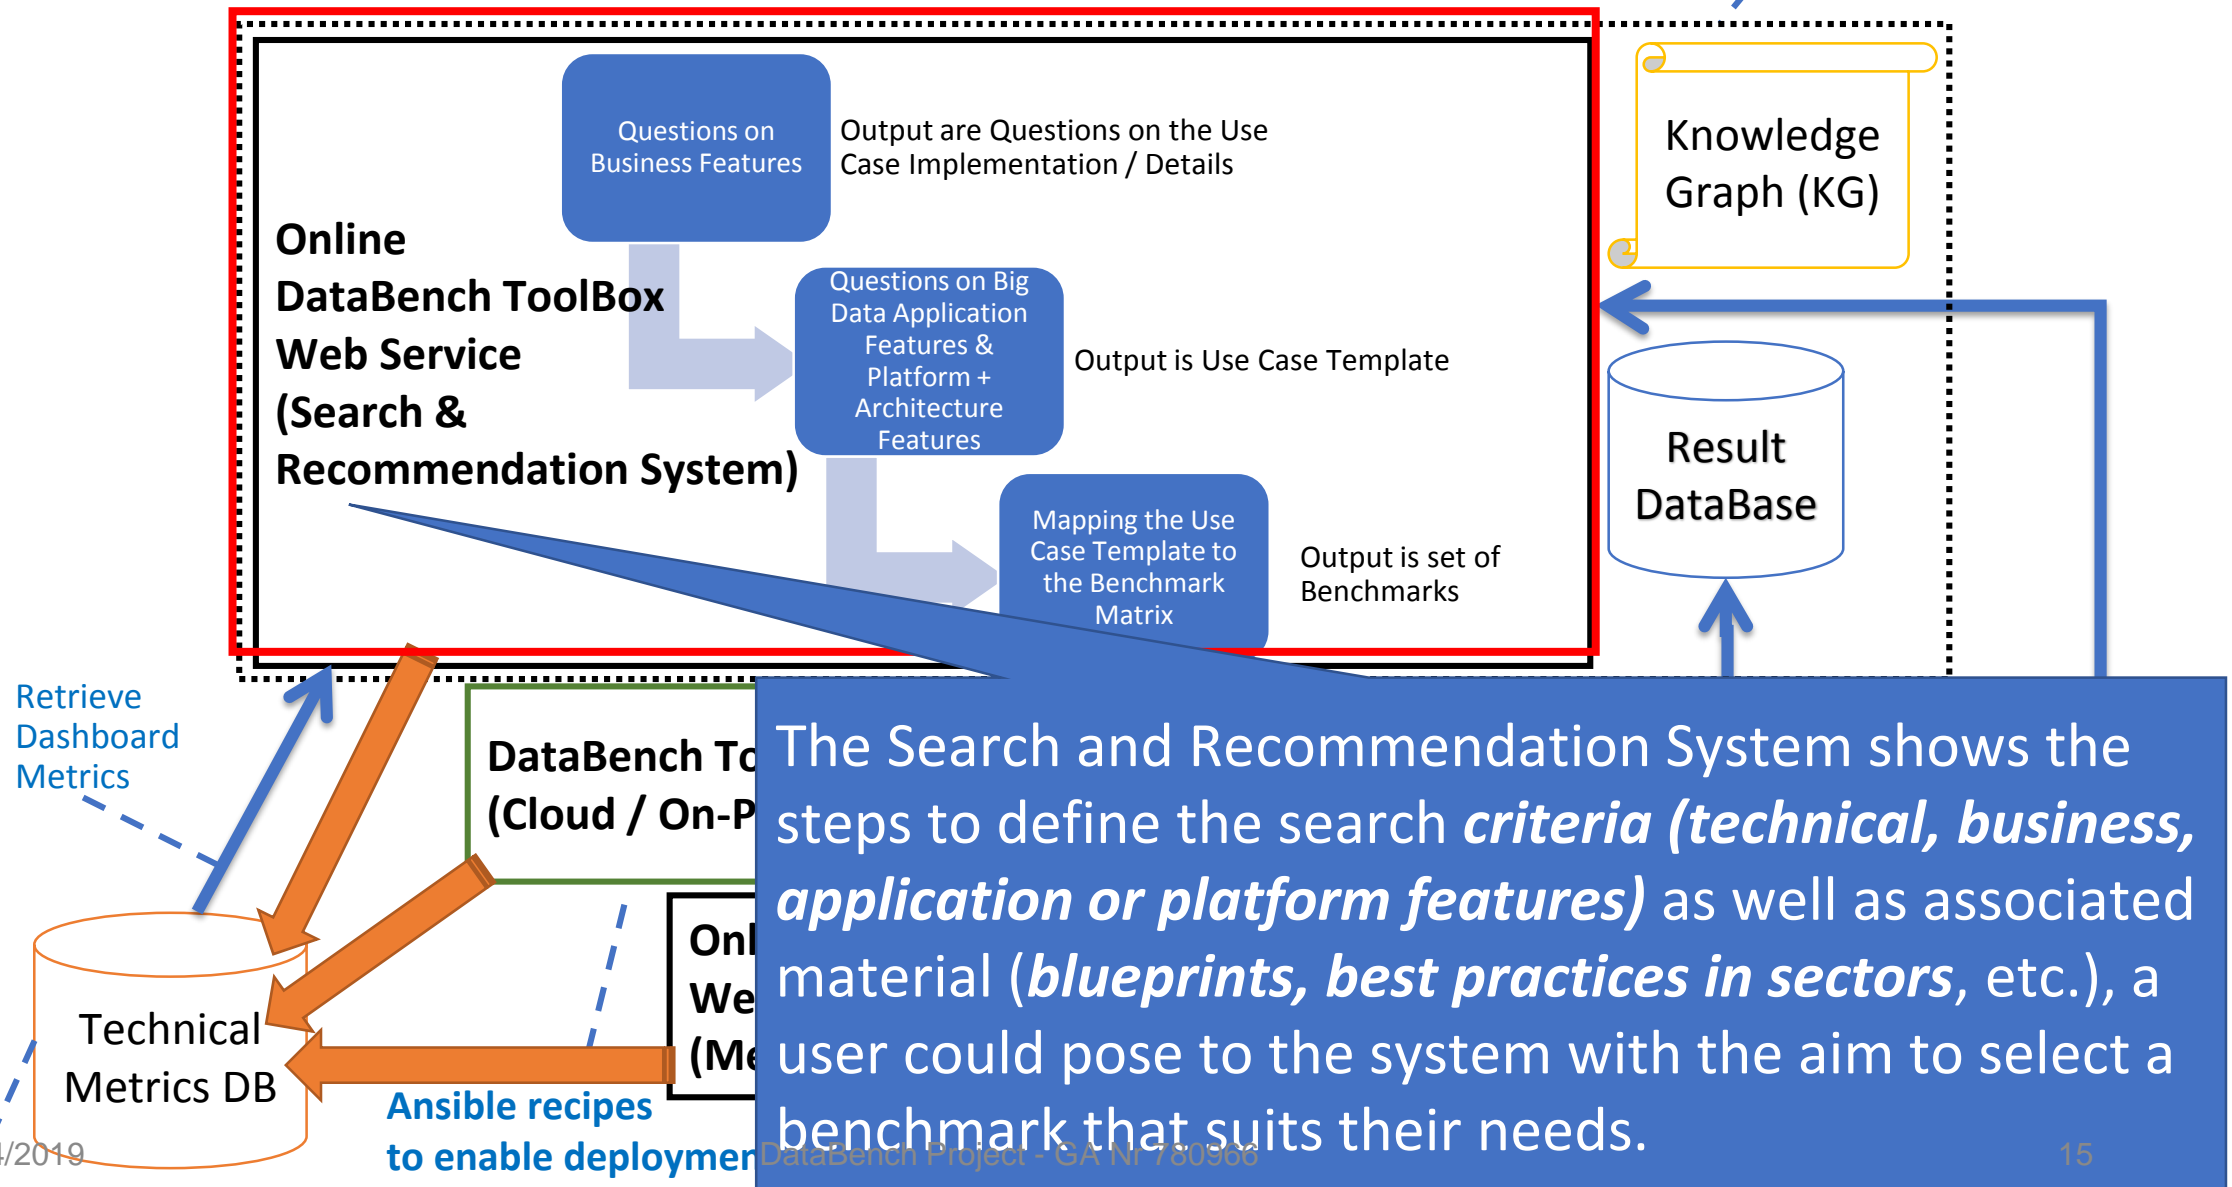 Questions on
Business Features
Output are Questions on the Use
Case Implementation / Details
Knowledge
Graph (KG)
Online
DataBench ToolBox
Web Service
(Search &
Recommendation System)
Questions on Big
Data Application
Features &
Platform +
Architecture
Features
Output is Use Case Template
Result
DataBase
Mapping the Use
Case Template to
the Benchmark
Matrix
Output is set of
Benchmarks
Retrieve
Dashboard
Metrics
DataBench To
(Cloud / On-P
Onl
We
(Me
Technical
Metrics DB
Ansible recipes
to enable deploymen
The Search and Recommendation System shows the
steps to define the search criteria (technical, business,
application or platform features) as well as associated
material (blueprints, best practices in sectors, etc.), a
user could pose to the system with the aim to select a
benchmark that suits their needs.
/2019
DataBench Project - GA Nr 780966
15